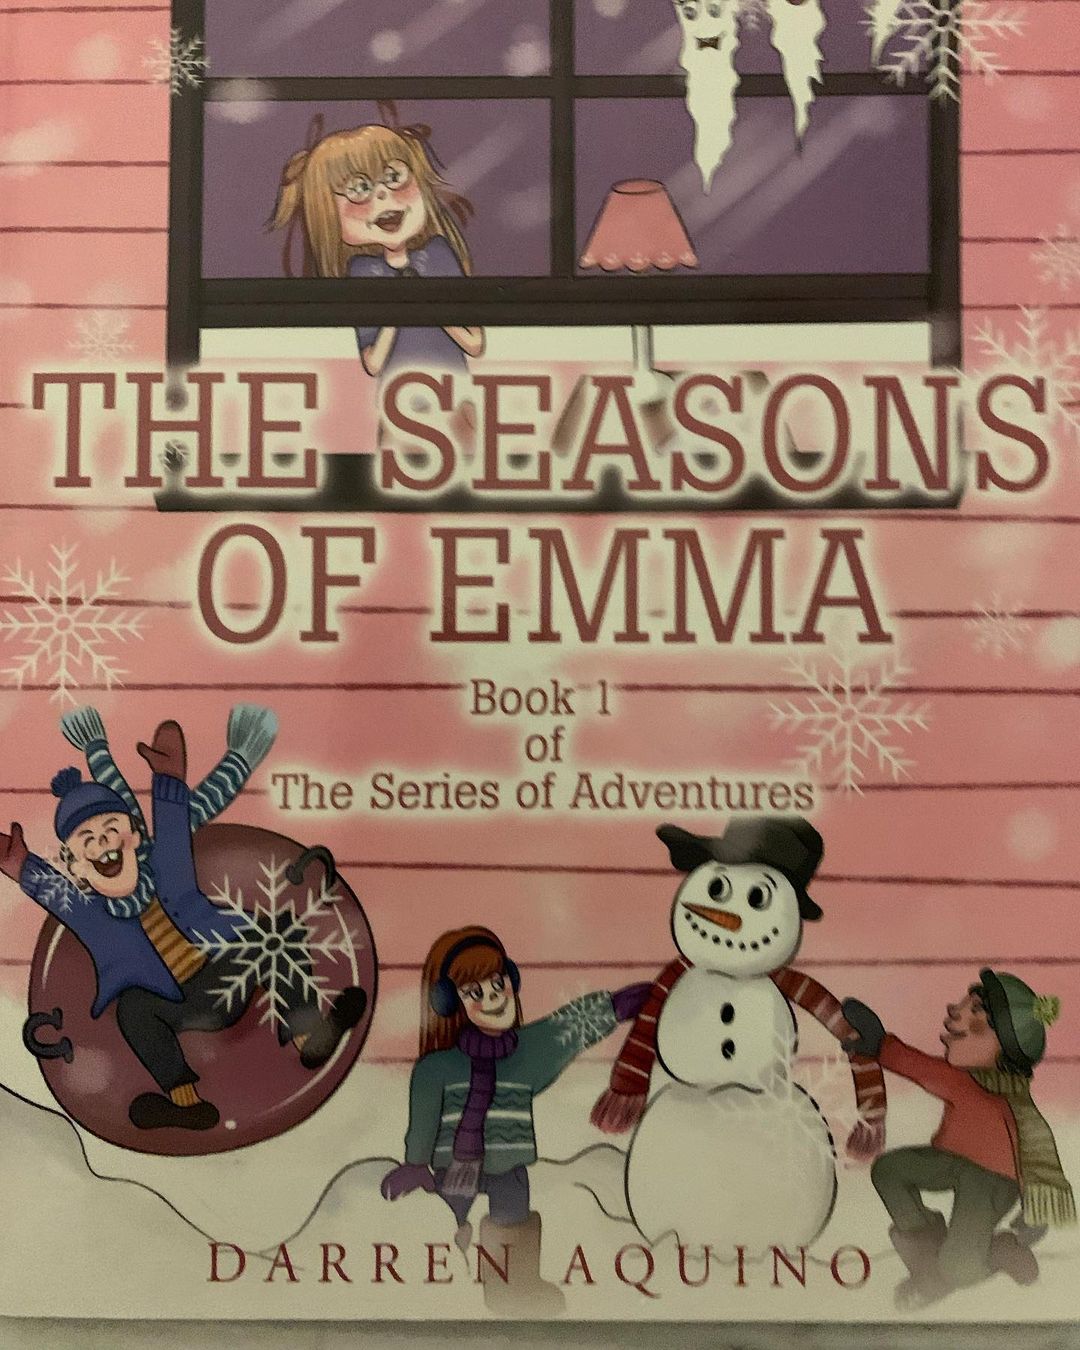 THE SEASONS
OF EMMA
Book 1
of
The Series of Adventures
DARREN AQUINO